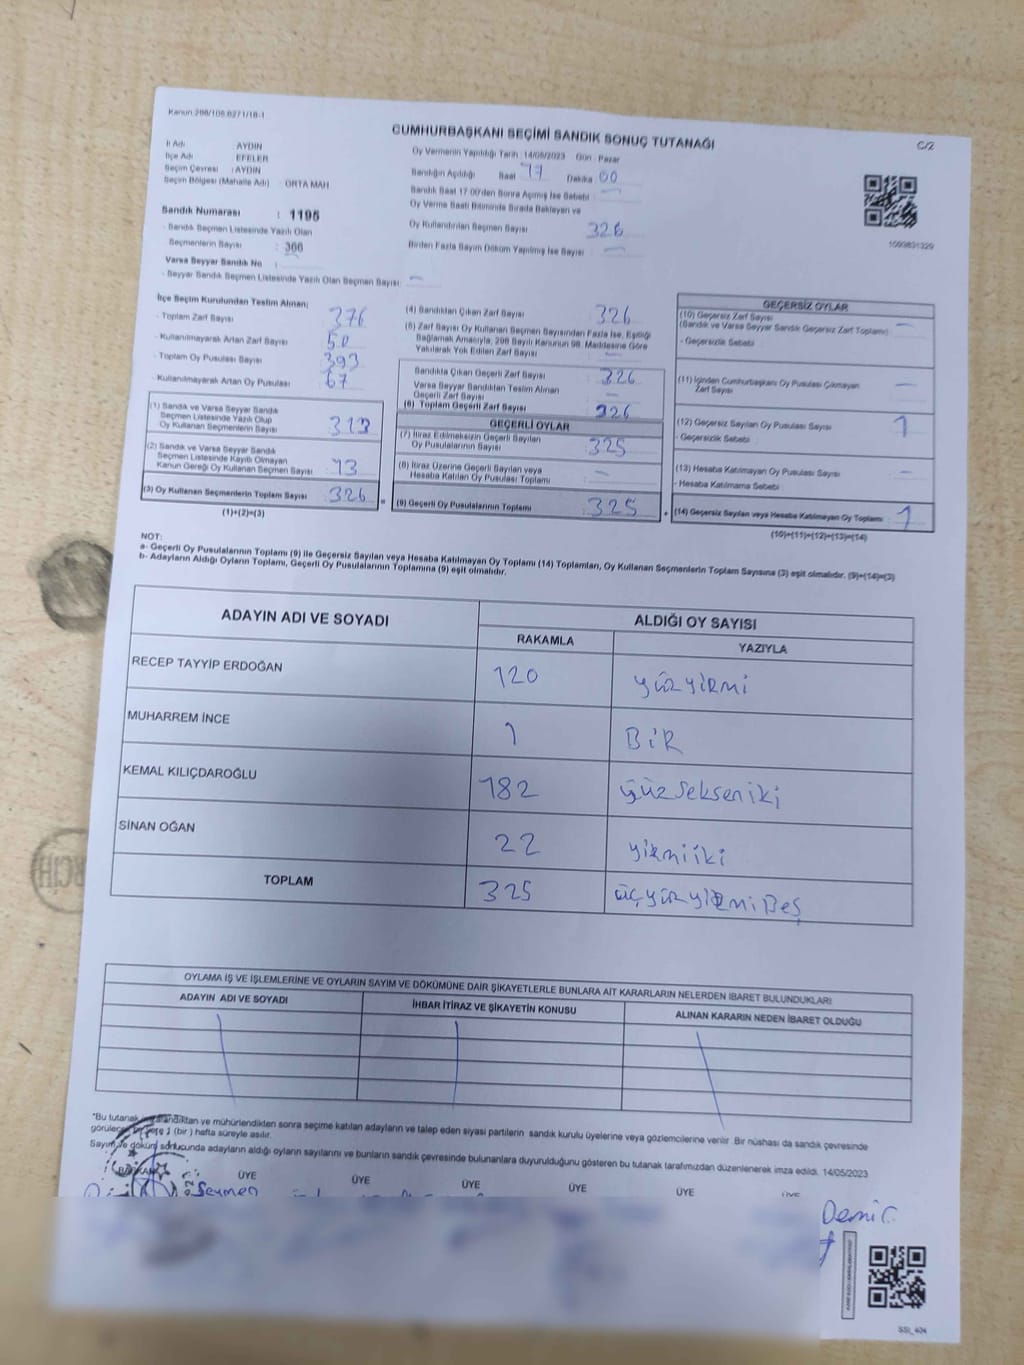 Kanun:298/108,6271/18-1
CUMHURBAŞKANI SEÇİMİ SANDIK SONUÇ TUTANAĞI
C/2
İl Adı : AYDIN
İlçe Adı : EFELER
Seçim Çevresi : AYDIN
Seçim Bölgesi (Mahalle Adı) : ORTA MAH.
Oy Vermenin Yapıldığı Tarih :14/05/2023 Gün : Pazar
Sandığın Açıldığı Saat 17 Dakika :00
Sandık Saat 17:00'den Sonra Açılmış İse Sebebi :
Oy Verme Saati Bitiminde Sırada Bekleyen ve
Oy Kullandırılan Seçmen Sayısı : 326
Birden Fazla Sayım Döküm Yapılmış İse Sayısı :
Sandık Numarası : 1195
- Sandık Seçmen Listesinde Yazılı Olan
Seçmenlerin Sayısı : 366
Varsa Seyyar Sandık No :
- Seyyar Sandık Seçmen Listesinde Yazılı Olan Seçmen Sayısı: —
İlçe Seçim Kurulundan Teslim Alınan;
- Toplam Zarf Sayısı : 376
- Kullanılmayarak Artan Zarf Sayısı : 50
- Toplam Oy Pusulası Sayısı : 393
- Kullanılmayarak Artan Oy Pusulası : 67
(1) Sandık ve Varsa Seyyar Sandık
Seçmen Listesinde Yazılı Olup
Oy Kullanan Seçmenlerin Sayısı : 313
(2) Sandık ve Varsa Seyyar Sandık
Seçmen Listesinde Kayıtlı Olmayan
Kanun Gereği Oy Kullanan Seçmen Sayısı : 13
(3) Oy Kullanan Seçmenlerin Toplam Sayısı : 326 =
(1)+(2)=(3)
(4) Sandıktan Çıkan Zarf Sayısı : 326
(5) Zarf Sayısı Oy Kullanan Seçmen Sayısından Fazla İse, Eşitliği
Bağlamak Amacıyla, 298 Sayılı Kanunun 98. Maddesine Göre
Yakılarak Yok Edilen Zarf Sayısı : —
Sandıkta Çıkan Geçerli Zarf Sayısı : 326
Varsa Seyyar Sandıktan Teslim Alınan
Geçerli Zarf Sayısı : —
(6) Toplam Geçerli Zarf Sayısı : 326
GEÇERLİ OYLAR
(7) İtiraz Edilmeksizin Geçerli Sayılan
Oy Pusulalarının Sayısı : 325
(8) İtiraz Üzerine Geçerli Sayılan veya
Hesaba Katılan Oy Pusulası Toplamı : —
(9) Geçerli Oy Pusulalarının Toplamı : 325 +
GEÇERSİZ OYLAR
(10) Geçersiz Zarf Sayısı
(Sandık ve Varsa Seyyar Sandık Geçersiz Zarf Toplamı) : —
- Geçersizlik Sebebi :
(11) İçinden Cumhurbaşkanı Oy Pusulası Çıkmayan
Zarf Sayısı : —
(12) Geçersiz Sayılan Oy Pusulası Sayısı : 1
- Geçersizlik Sebebi :
(13) Hesaba Katılmayan Oy Pusulası Sayısı : —
- Hesaba Katılmama Sebebi :
(14) Geçersiz Sayılan veya Hesaba Katılmayan Oy Toplamı : 1
(10)+(11)+(12)+(13)=(14)
NOT:
a- Geçerli Oy Pusulalarının Toplamı (9) ile Geçersiz Sayılan veya Hesaba Katılmayan Oy Toplamı (14) Toplamları, Oy Kullanan Seçmenlerin Toplam Sayısına (3) eşit olmalıdır. (9)+(14)=(3)
b- Adayların Aldığı Oyların Toplamı, Geçerli Oy Pusulalarının Toplamına (9) eşit olmalıdır.
ADAYIN ADI VE SOYADI ALDIĞI OY SAYISI
RAKAMLA YAZIYLA
RECEP TAYYİP ERDOĞAN 120 yüzyirmi
MUHARREM İNCE 1 BİR
KEMAL KILIÇDAROĞLU 182 yüzseksen iki
SİNAN OĞAN 22 yirmiiki
TOPLAM 325 üçyüzyirmiBeş
OYLAMA İŞ VE İŞLEMLERİNE VE OYLARIN SAYIM VE DÖKÜMÜNE DAİR ŞİKAYETLERLE BUNLARA AİT KARARLARIN NELERDEN İBARET BULUNDUKLARI
ADAYIN ADI VE SOYADI İHBAR İTİRAZ VE ŞİKAYETİN KONUSU ALINAN KARARIN NEDEN İBARET OLDUĞU
"Bu tutanak imzalandıktan ve mühürlendikten sonra seçime katılan adayların ve talep eden siyasi partilerin sandık kurulu üyelerine veya gözlemcilerine verilir. Bir nüshası da sandık çevresinde
görülecek bir yere 1 (bir) hafta süreyle asılır.
Sayım ve döküm sonucunda adayların aldığı oyların sayılarını ve bunların sandık çevresinde bulunanlara duyurulduğunu gösteren bu tutanak tarafımızdan düzenlenerek imza edildi. 14/05/2023
BAŞKAN ÜYE ÜYE ÜYE ÜYE ÜYE ÜYE
Seymen
Demir
SSİ_404